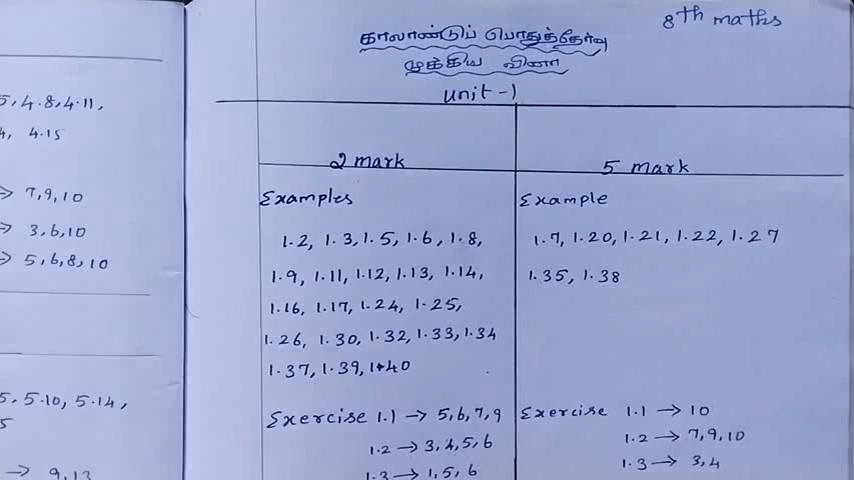 8th maths
காலாண்டுப் பொதுத்தேர்வு
முக்கிய வினா
Unit - 1
5, 4.8, 4.11,
4, 4.15
→ 7, 9, 10
→ 3, 6, 10
→ 5, 6, 8, 10
5, 5.10, 5.14,
5
→ 9, 13
2 mark
Examples
1.2, 1.3, 1.5, 1.6, 1.8,
1.9, 1.11, 1.12, 1.13, 1.14,
1.16, 1.17, 1.24, 1.25,
1.26, 1.30, 1.32, 1.33, 1.34
1.37, 1.39, 1.40
Exercise 1.1 → 5, 6, 7, 9
1.2 → 3, 4, 5, 6
1.3 → 1, 5, 6
5 mark
Example
1.7, 1.20, 1.21, 1.22, 1.27
1.35, 1.38
Exercise 1.1 → 10
1.2 → 7, 9, 10
1.3 → 3, 4